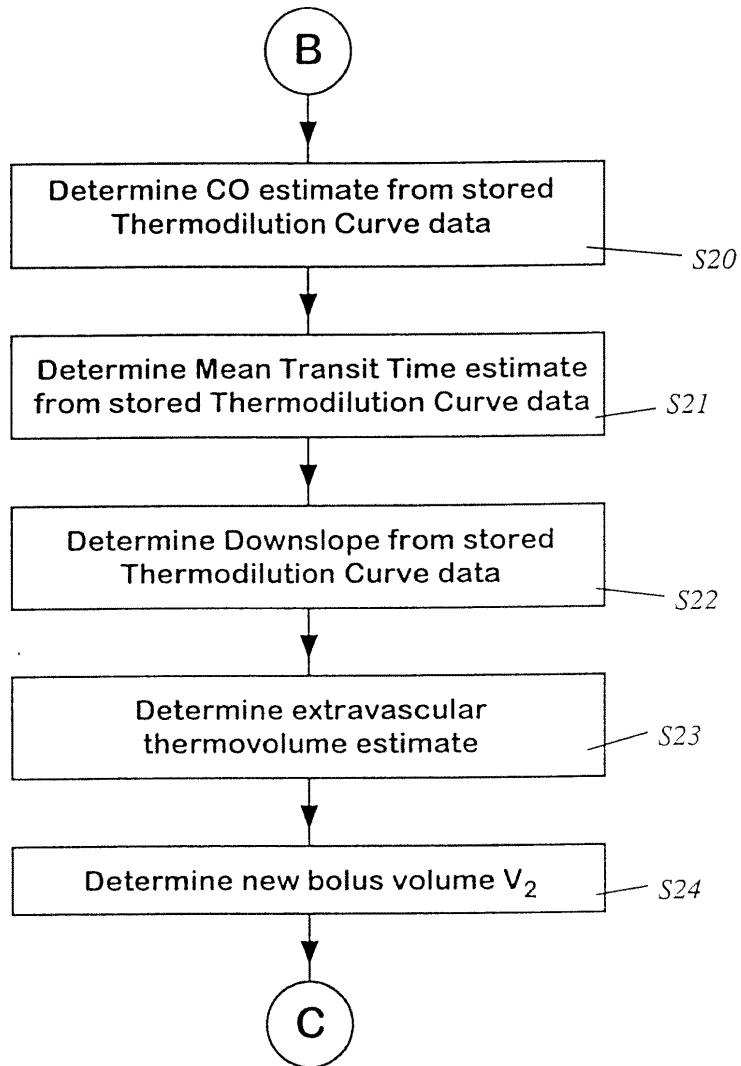 B
Determine CO estimate from stored
Thermodilution Curve data
S20
Determine Mean Transit Time estimate
from stored Thermodilution Curve data
S21
Determine Downslope from stored
Thermodilution Curve data
S22
Determine extravascular
thermovolume estimate
S23
Determine new bolus volume V₂
S24
C